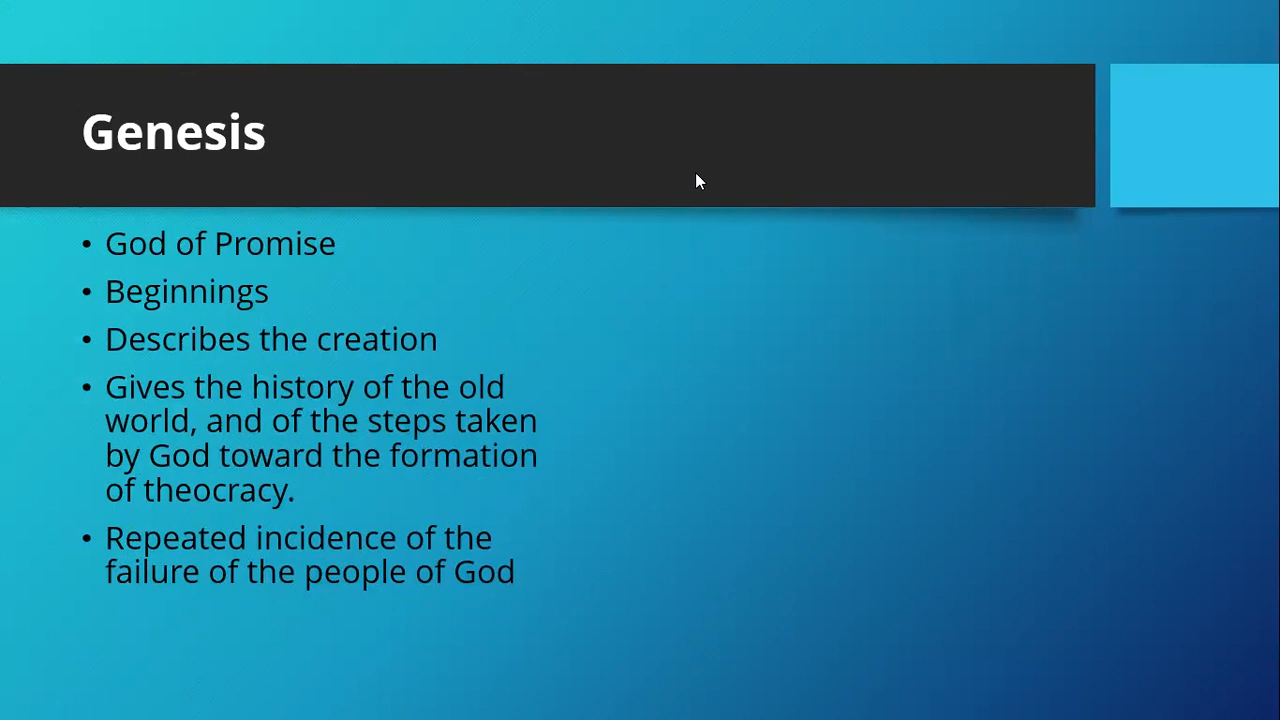 Genesis
• God of Promise
• Beginnings
• Describes the creation
• Gives the history of the old
world, and of the steps taken
by God toward the formation
of theocracy.
• Repeated incidence of the
failure of the people of God